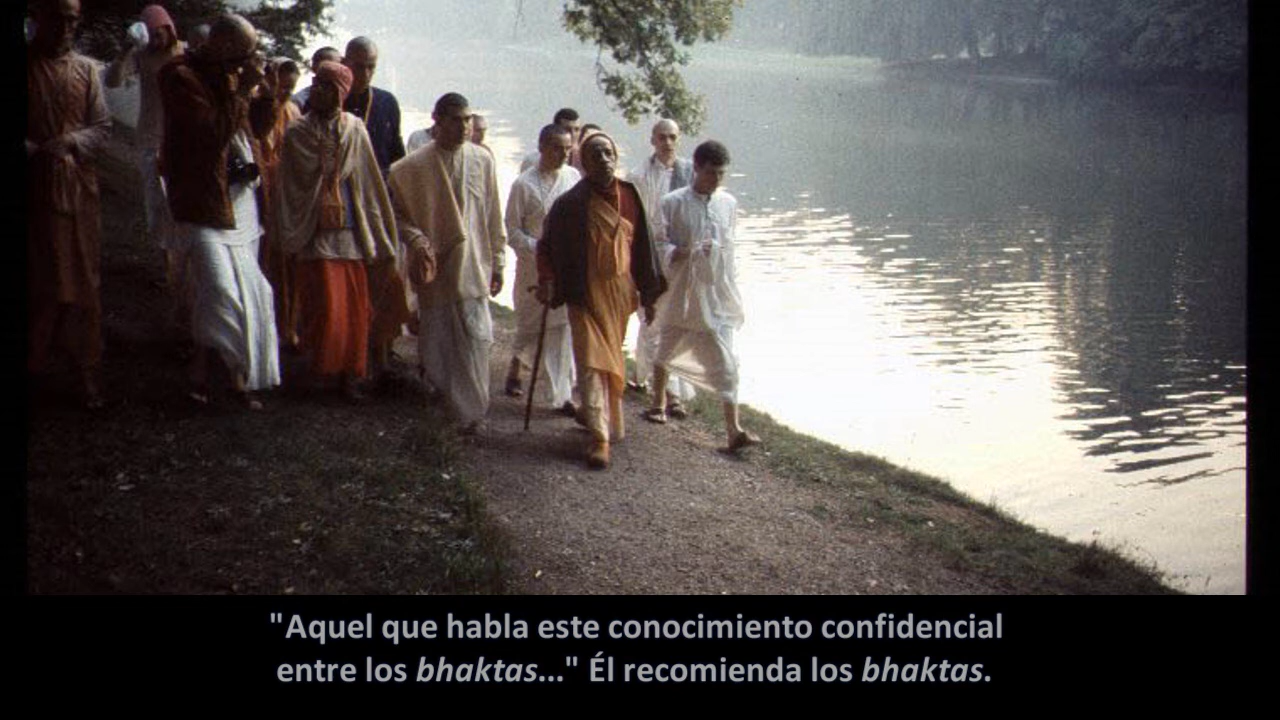 "Aquel que habla este conocimiento confidencial
entre los bhaktas..." Él recomienda los bhaktas.